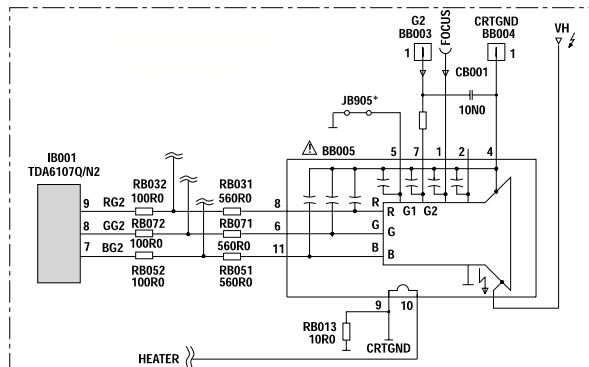 G2
BB003
1
FOCUS
CRTGND
BB004
1
VH
CB001
10N0
JB905*
5 7 1 2 4
BB005
IB001
TDA6107Q/N2
RB032
100R0
RB031
560R0
9 RG2
8
R
R
G1 G2
8 GG2
RB072
100R0
RB071
560R0
6
G
G
7 BG2
RB052
100R0
RB051
560R0
11
B
B
9 10
RB013
10R0
CRTGND
HEATER